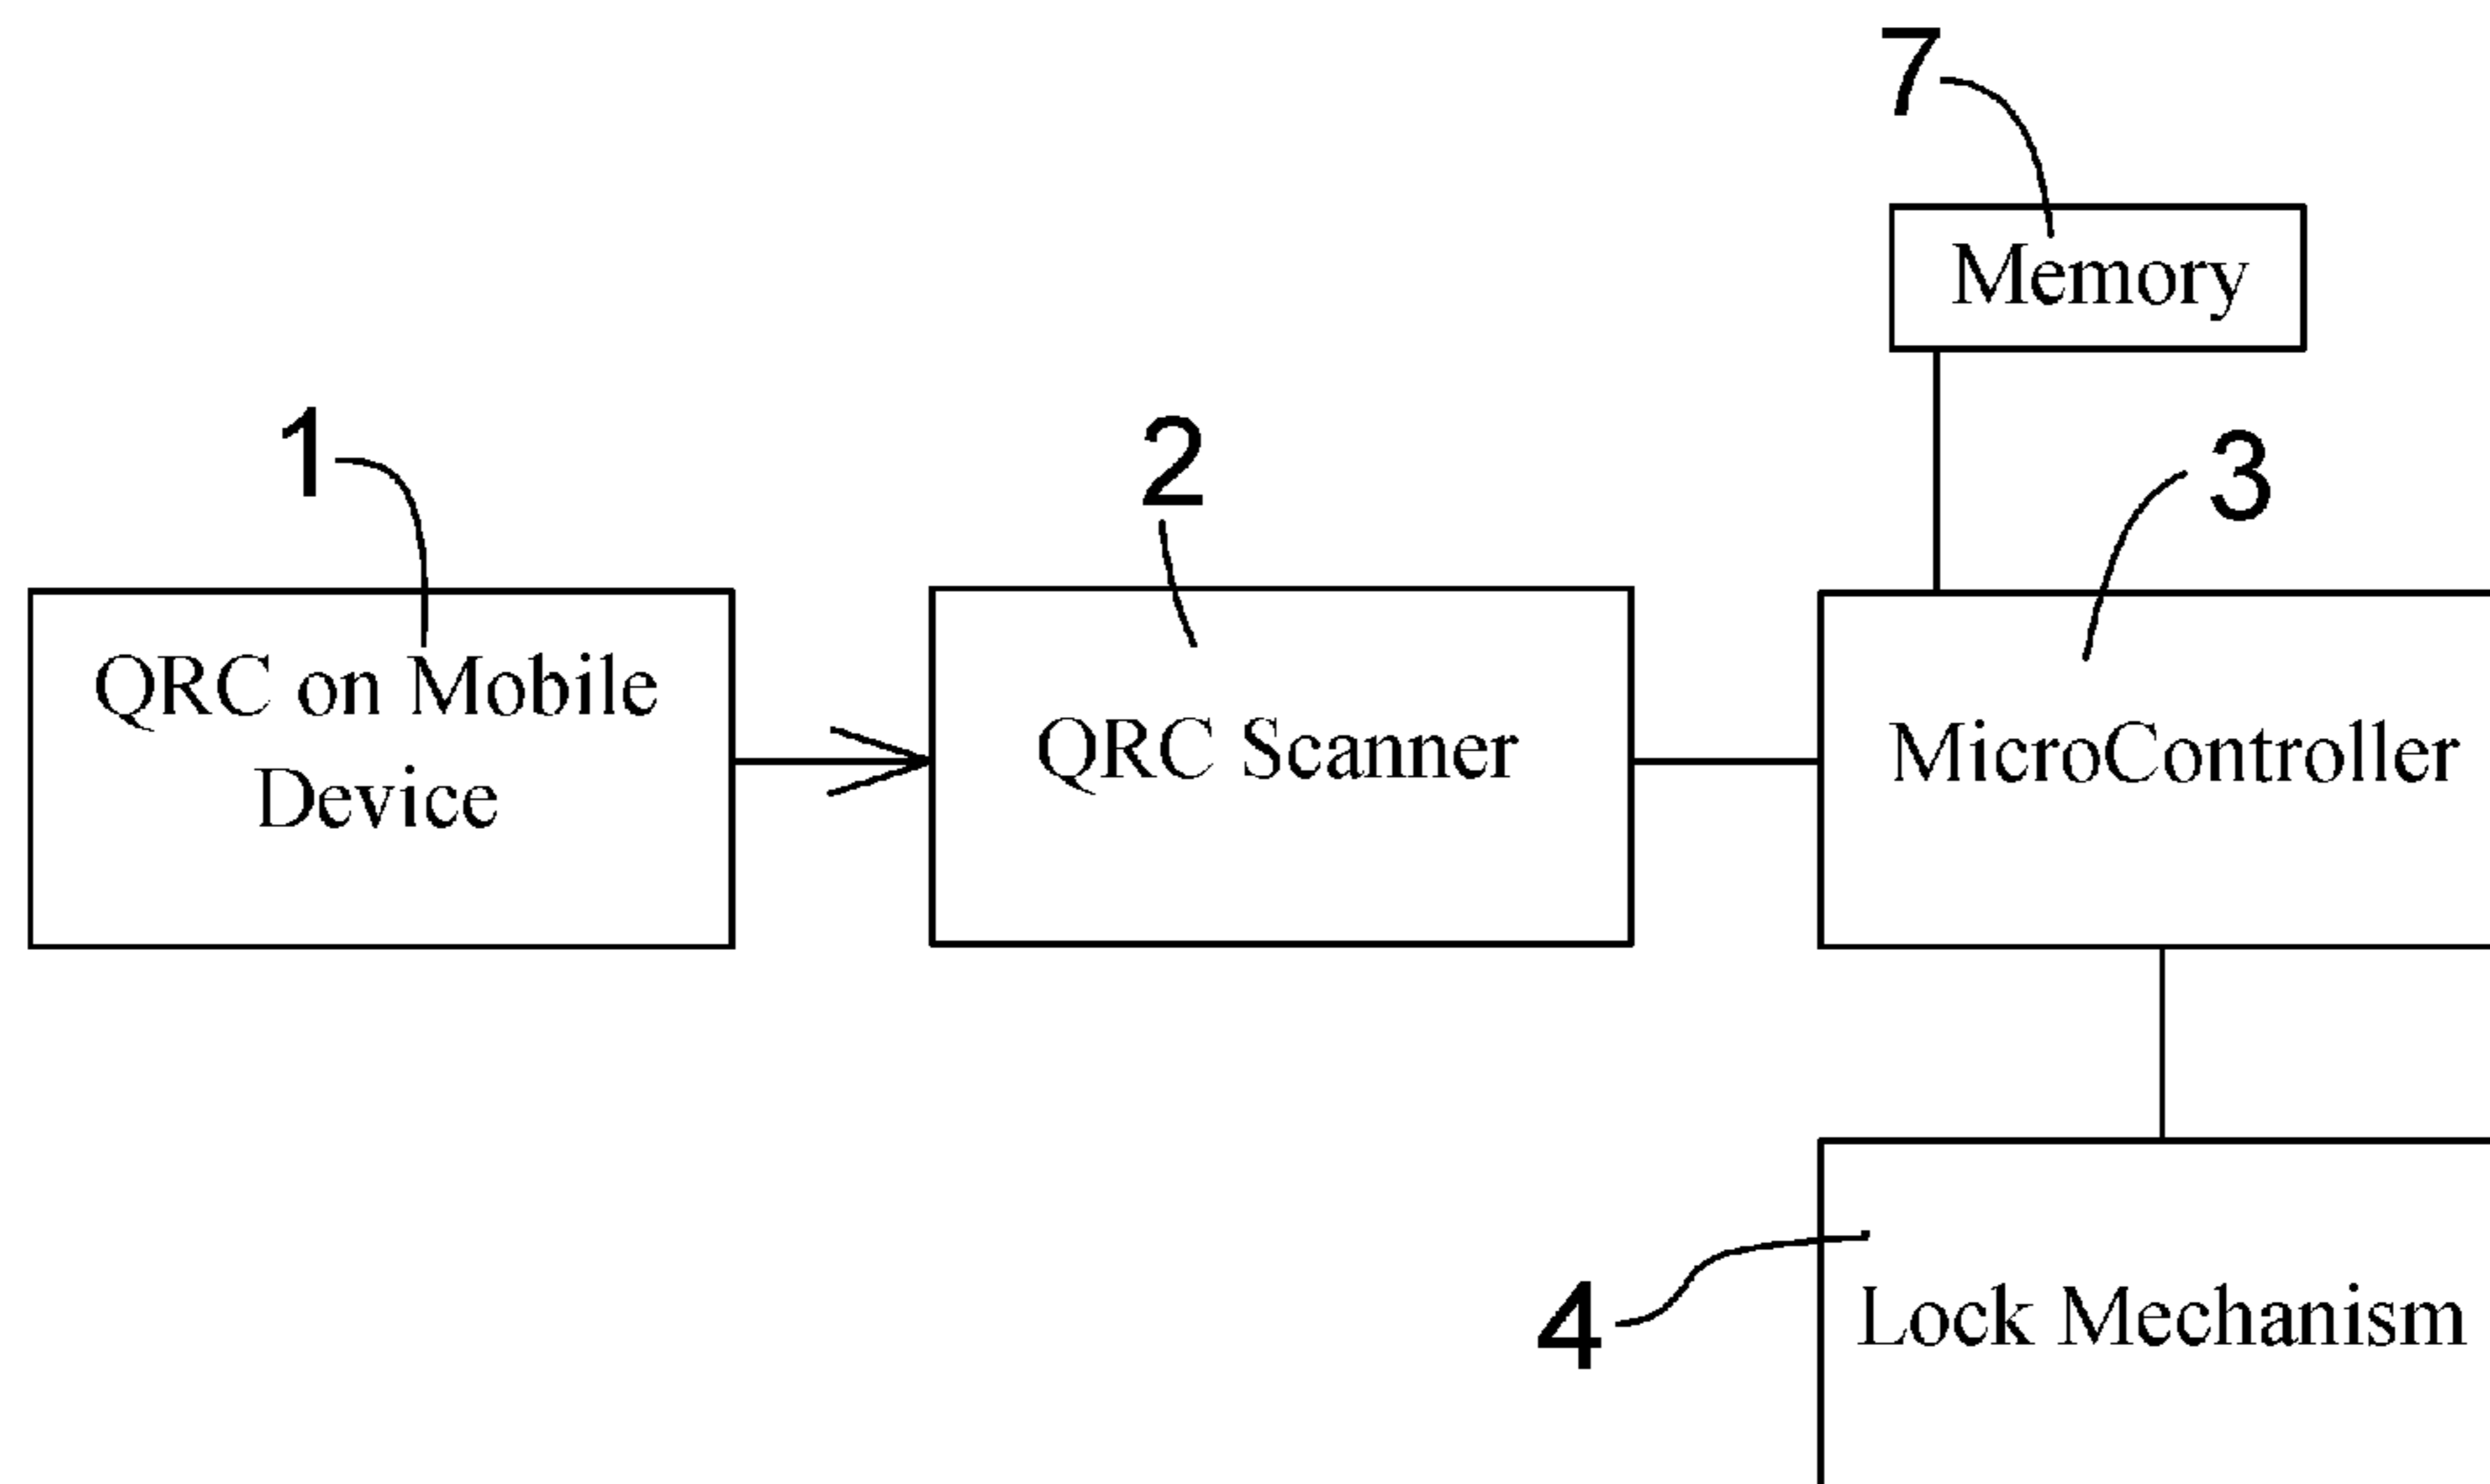 7
Memory
1
2
3
QRC on Mobile
Device
QRC Scanner
MicroController
4
Lock Mechanism